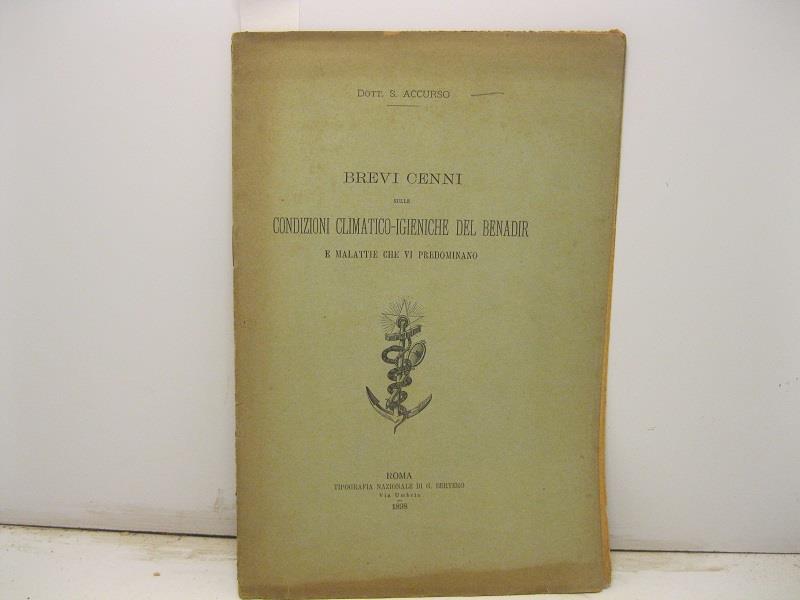 Dott. S. ACCURSO
BREVI CENNI
SULLE
CONDIZIONI CLIMATICO-IGIENICHE DEL BENADIR
E MALATTIE CHE VI PREDOMINANO
ROMA
TIPOGRAFIA NAZIONALE DI G. BERTERO
Via Umbria
1898